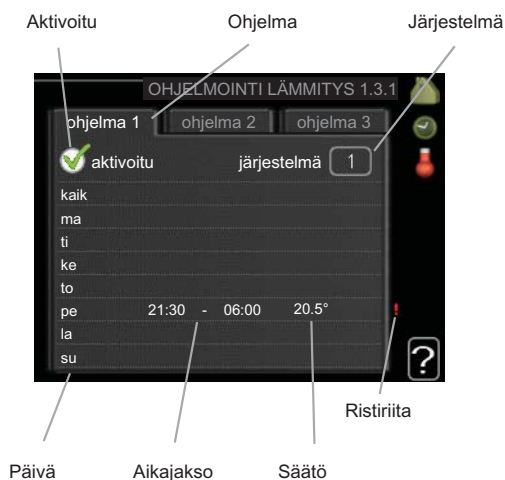 Aktivoitu Ohjelma Järjestelmä
OHJELMOINTI LÄMMITYS 1.3.1
ohjelma 1 ohjelma 2 ohjelma 3
aktivoitu järjestelmä 1
kaik
ma
ti
ke
to
pe 21:30 - 06:00 20.5° !
la
su
?
Ristiriita
Päivä Aikajakso Säätö